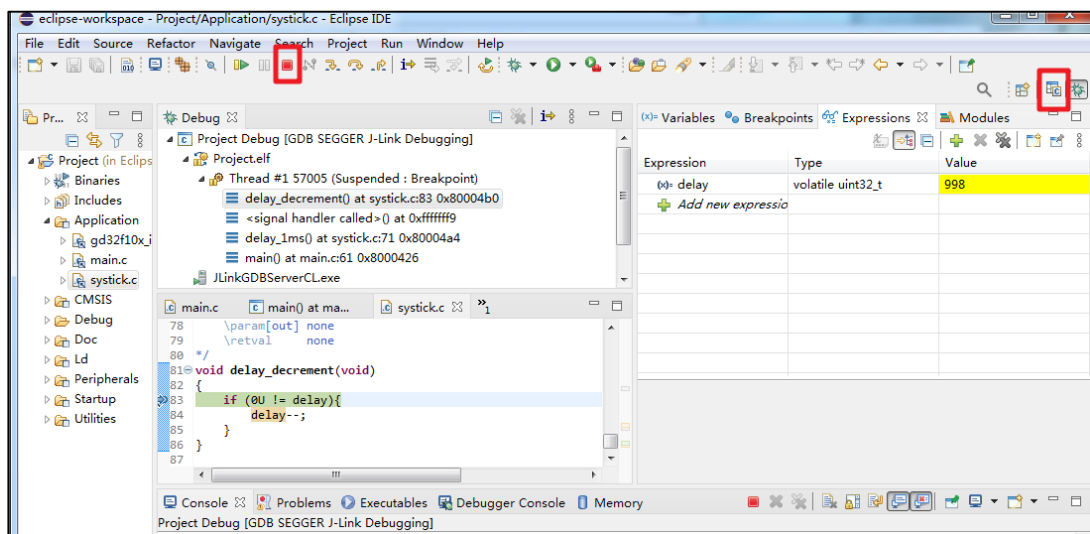 eclipse-workspace - Project/Application/systick.c - Eclipse IDE
File Edit Source Refactor Navigate Search Project Run Window Help
Pr...
Project (in Eclips
Binaries
Includes
Application
gd32f10x_i
main.c
systick.c
CMSIS
Debug
Doc
Ld
Peripherals
Startup
Utilities
Debug
Project Debug [GDB SEGGER J-Link Debugging]
Project.elf
Thread #1 57005 (Suspended : Breakpoint)
delay_decrement() at systick.c:83 0x80004b0
<signal handler called>() at 0xfffffff9
delay_1ms() at systick.c:71 0x80004a4
main() at main.c:61 0x8000426
JLinkGDBServerCL.exe
main.c main() at ma... systick.c »1
78 \param[out] none
79 \retval none
80 */
81 void delay_decrement(void)
82 {
83 if (0U != delay){
84 delay--;
85 }
86 }
87
(x)= Variables Breakpoints Expressions Modules
Expression Type Value
(x)= delay volatile uint32_t 998
Add new expressio
Console Problems Executables Debugger Console Memory
Project Debug [GDB SEGGER J-Link Debugging]